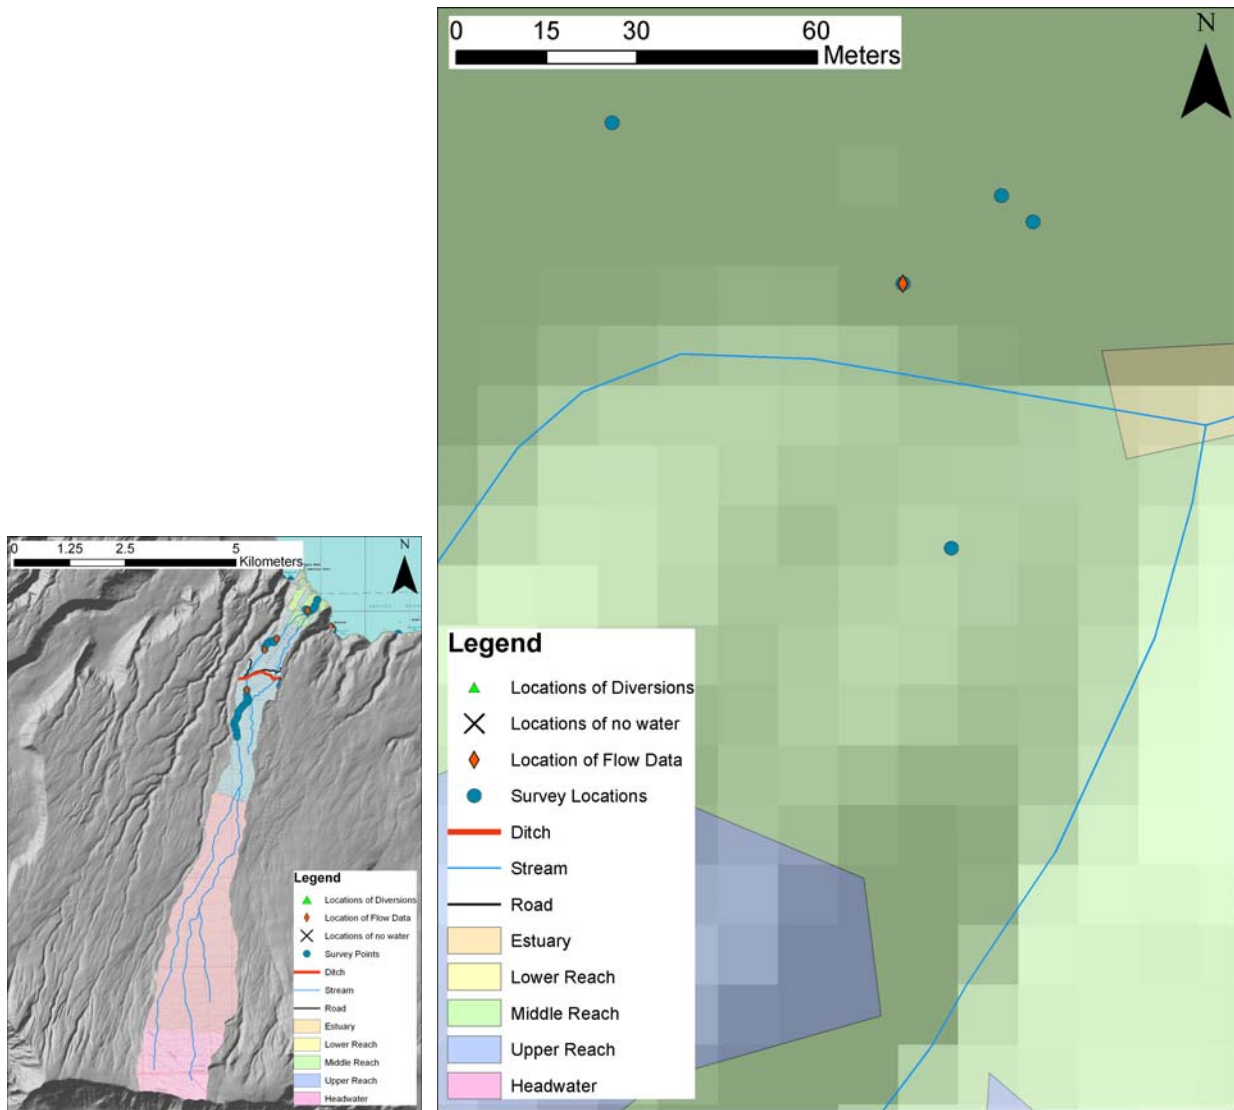 0 1.25 2.5 5
Kilometers
N
Legend
Locations of Diversions
Location of Flow Data
Locations of no water
Survey Points
Ditch
Stream
Road
Estuary
Lower Reach
Middle Reach
Upper Reach
Headwater
0 15 30 60
Meters
N
Legend
Locations of Diversions
Locations of no water
Location of Flow Data
Survey Locations
Ditch
Stream
Road
Estuary
Lower Reach
Middle Reach
Upper Reach
Headwater